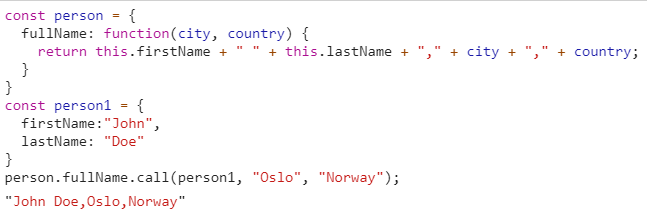 const person = {
  fullName: function(city, country) {
    return this.firstName + " " + this.lastName + "," + city + "," + country;
  }
}
const person1 = {
  firstName:"John",
  lastName: "Doe"
}
person.fullName.call(person1, "Oslo", "Norway");
"John Doe,Oslo,Norway"